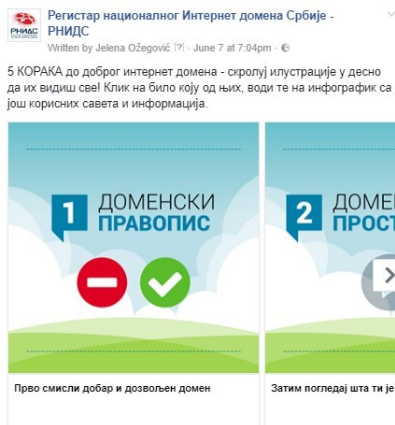 Регистар националног Интернет домена Србије -
РНИДС
РНИДС
Written by Jelena Ožegović [?] · June 7 at 7:04pm ·
5 КОРАКА до доброг интернет домена - скролуј илустрације у десно
да их видиш све! Клик на било коју од њих, води те на инфографик са
још корисних савета и информација.
1 ДОМЕНСКИ
ПРАВОПИС
2 ДОМЕ
ПРОСТ
Прво смисли добар и дозвољен домен
Затим погледај шта ти је